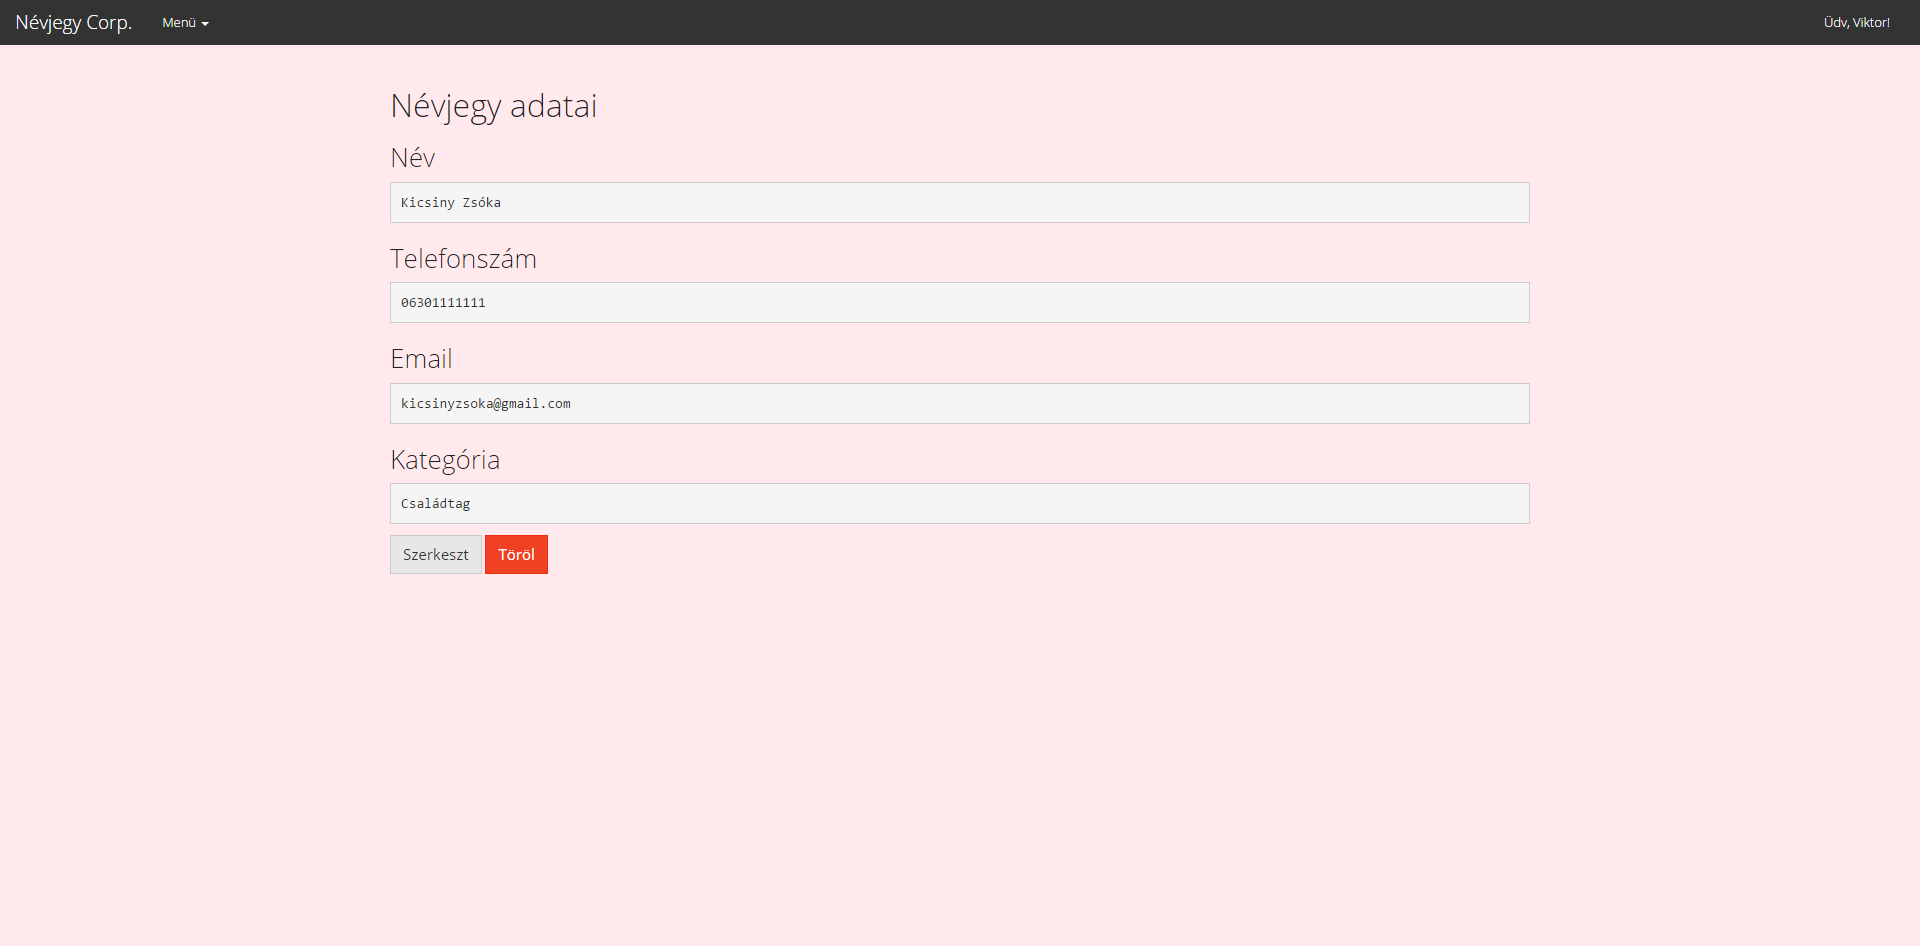 Névjegy Corp. Menü Üdv, Viktor!
Névjegy adatai
Név
Kicsiny Zsóka
Telefonszám
06301111111
Email
kicsinyzsoka@gmail.com
Kategória
Családtag
Szerkeszt Töröl